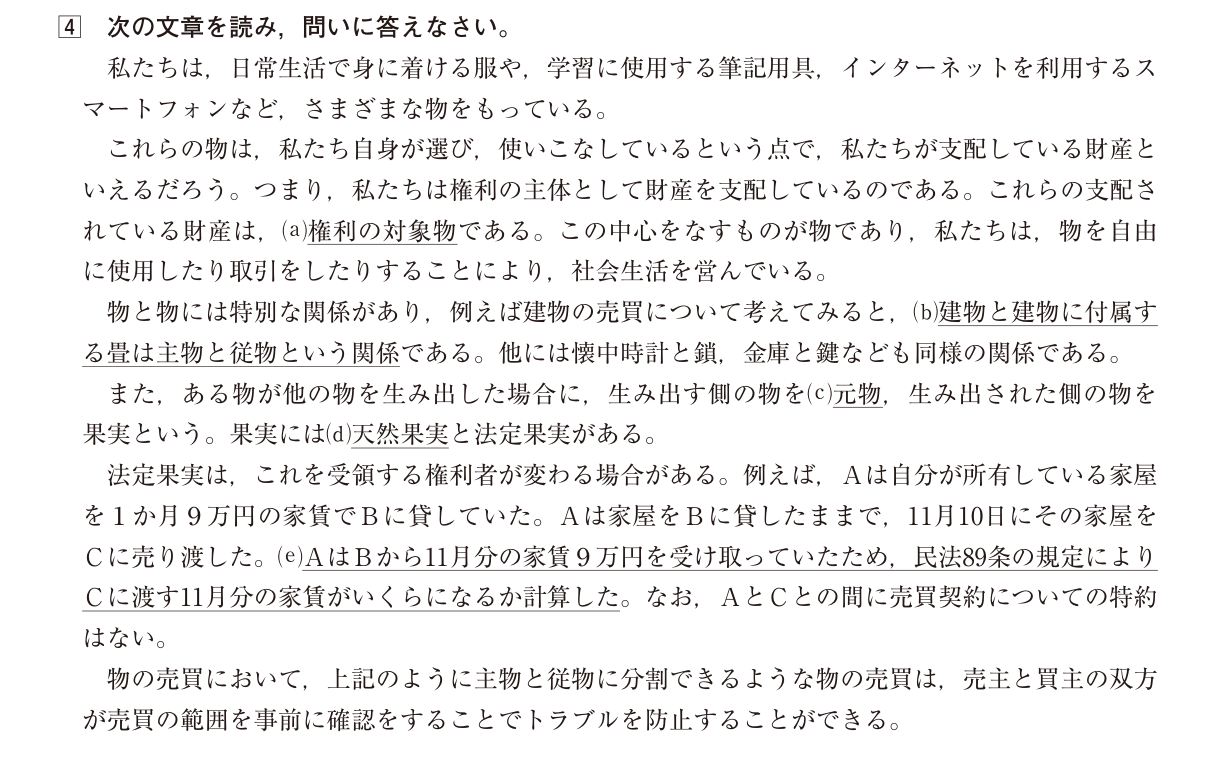 4　次の文章を読み，問いに答えなさい。
私たちは，日常生活で身に着ける服や，学習に使用する筆記用具，インターネットを利用するス
マートフォンなど，さまざまな物をもっている。
これらの物は，私たち自身が選び，使いこなしているという点で，私たちが支配している財産と
いえるだろう。つまり，私たちは権利の主体として財産を支配しているのである。これらの支配さ
れている財産は，(a)権利の対象物である。この中心をなすものが物であり，私たちは，物を自由
に使用したり取引をしたりすることにより，社会生活を営んでいる。
物と物には特別な関係があり，例えば建物の売買について考えてみると，(b)建物と建物に付属す
る畳は主物と従物という関係である。他には懐中時計と鎖，金庫と鍵なども同様の関係である。
また，ある物が他の物を生み出した場合に，生み出す側の物を(c)元物，生み出された側の物を
果実という。果実には(d)天然果実と法定果実がある。
法定果実は，これを受領する権利者が変わる場合がある。例えば，Ａは自分が所有している家屋
を１か月９万円の家賃でＢに貸していた。Ａは家屋をＢに貸したままで，11月10日にその家屋を
Ｃに売り渡した。(e)ＡはＢから11月分の家賃９万円を受け取っていたため，民法89条の規定により
Ｃに渡す11月分の家賃がいくらになるか計算した。なお，ＡとＣとの間に売買契約についての特約
はない。
物の売買において，上記のように主物と従物に分割できるような物の売買は，売主と買主の双方
が売買の範囲を事前に確認をすることでトラブルを防止することができる。